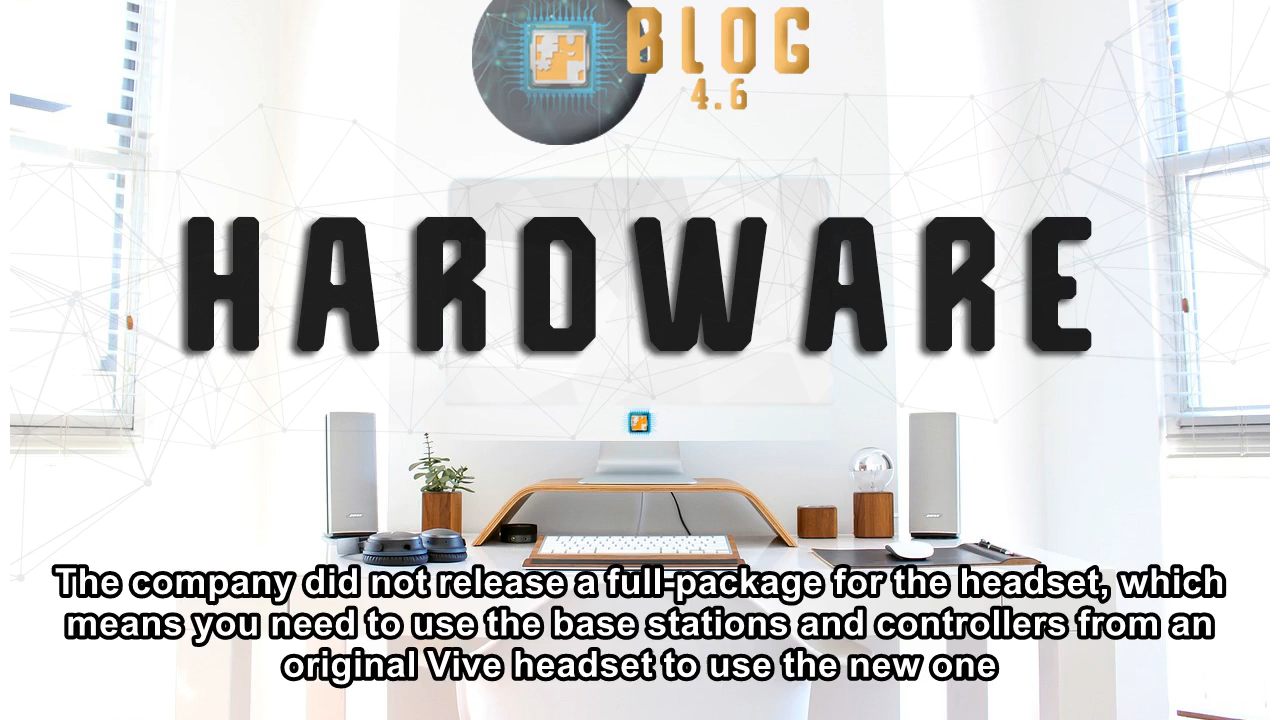 BLOG
4.6
HARDWARE
The company did not release a full-package for the headset, which
means you need to use the base stations and controllers from an
original Vive headset to use the new one